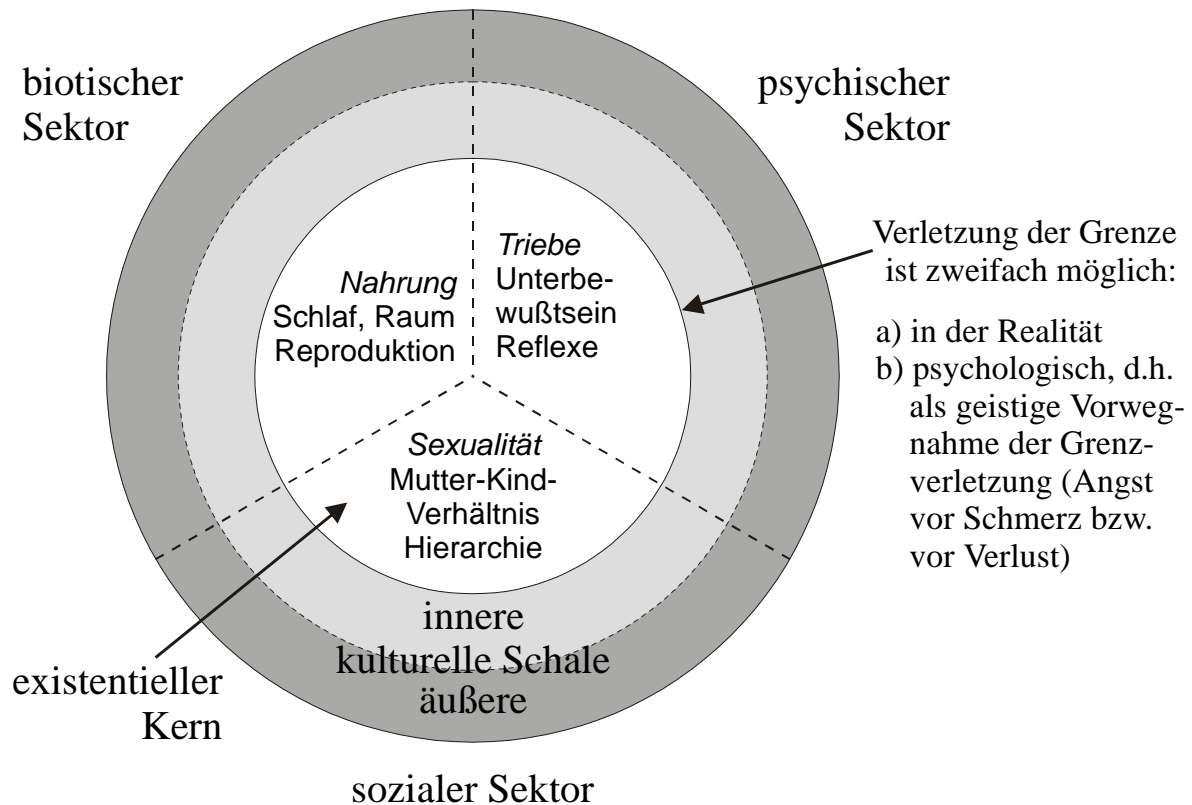 biotischer
Sektor
psychischer
Sektor
Nahrung
Schlaf, Raum
Reproduktion
Triebe
Unterbe-
wußtsein
Reflexe
Sexualität
Mutter-Kind-
Verhältnis
Hierarchie
Verletzung der Grenze
ist zweifach möglich:
a) in der Realität
b) psychologisch, d.h.
als geistige Vorweg-
nahme der Grenz-
verletzung (Angst
vor Schmerz bzw.
vor Verlust)
innere
kulturelle Schale
äußere
existentieller
Kern
sozialer Sektor